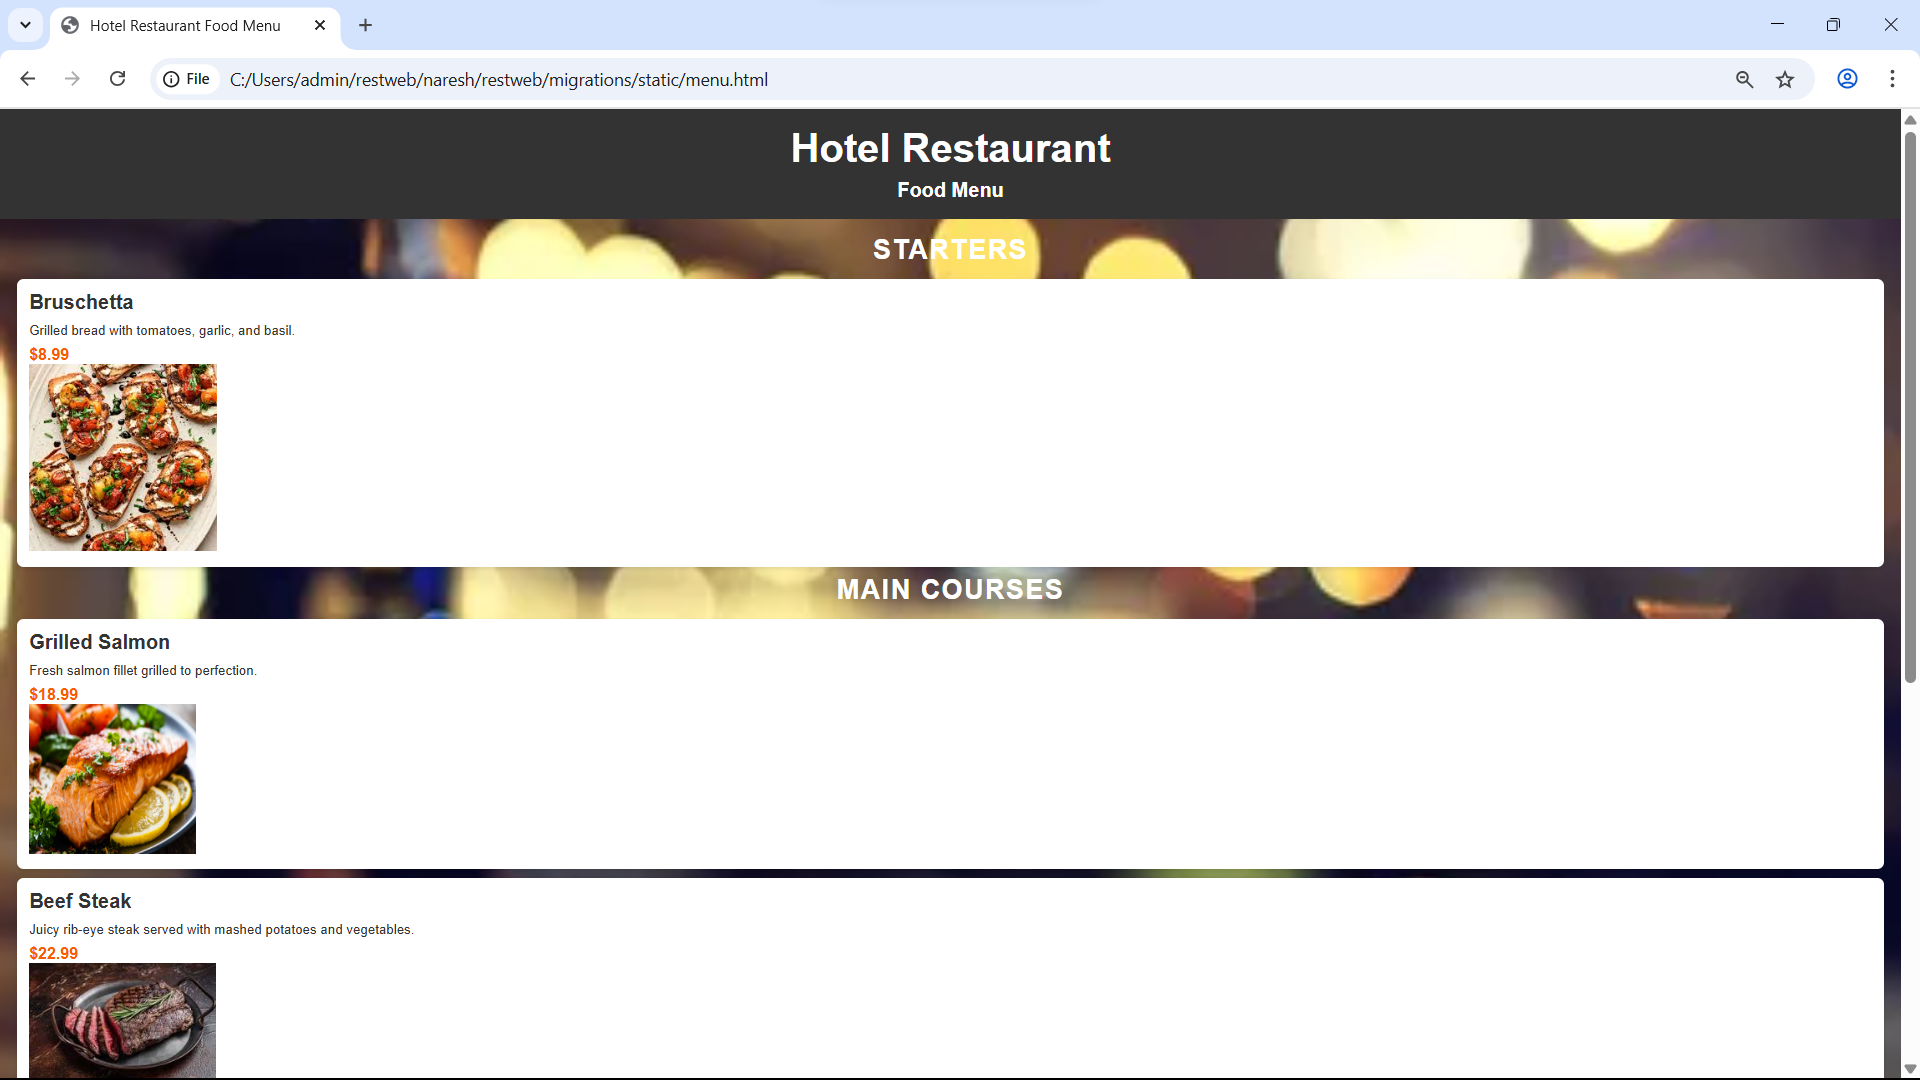 Hotel Restaurant Food Menu
File
C:/Users/admin/restweb/naresh/restweb/migrations/static/menu.html
Hotel Restaurant
Food Menu
STARTERS
Bruschetta
Grilled bread with tomatoes, garlic, and basil.
$8.99
MAIN COURSES
Grilled Salmon
Fresh salmon fillet grilled to perfection.
$18.99
Beef Steak
Juicy rib-eye steak served with mashed potatoes and vegetables.
$22.99